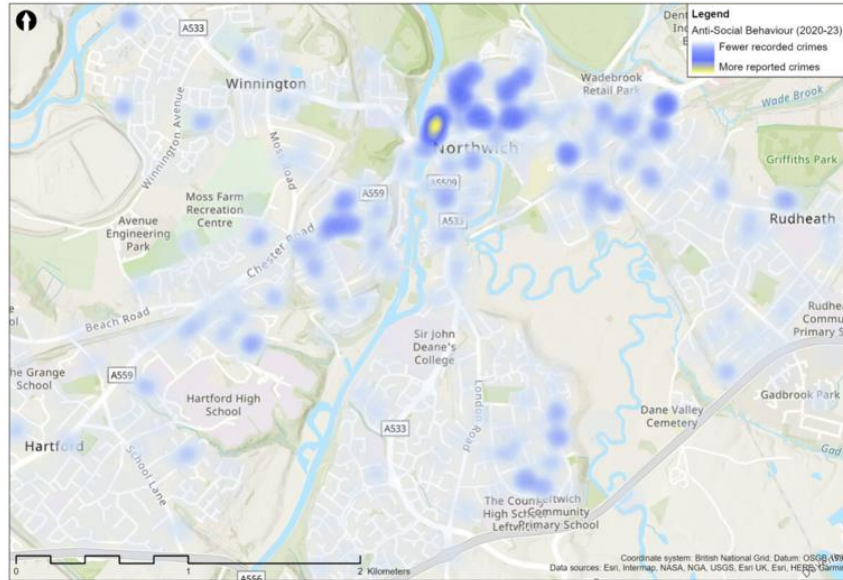 Legend
Anti-Social Behaviour (2020-23)
Fewer recorded crimes
More reported crimes
A533
Winnington
Winnington Avenue
Moss Road
Wadebrook
Retail Park
Wade Brook
Northwich
Griffiths Park
Rudheath
A559
A533
Moss Farm
Recreation
Centre
Avenue
Engineering
Park
Chester Road
Beach Road
Sir John
Deane's
College
London Road
Hartford High
School
A559
Grange
School
Hartford
School Lane
A533
Primary S
Gadbrook Park
Dane Valley
Cemetery
The County
High School
Leftwich
Community
Primary School
A556
0
1
2
Kilometers
Coordinate system: British National Grid; Datum:
Data sources: Esri, Intermap, NASA, NGA, USGS, Esri UK, Esri, HERE, Garmin